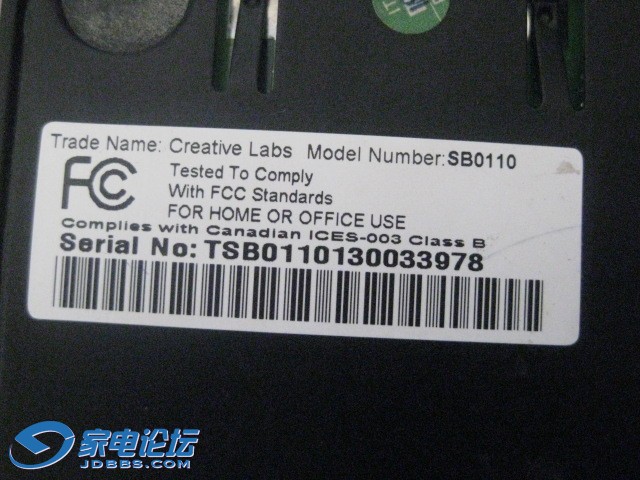 Trade Name: Creative Labs Model Number:SB0110
FC
Tested To Comply
With FCC Standards
FOR HOME OR OFFICE USE
Complies with Canadian ICES-003 Class B
Serial No: TSB0110130033978
家电论坛
JDBBS.COM